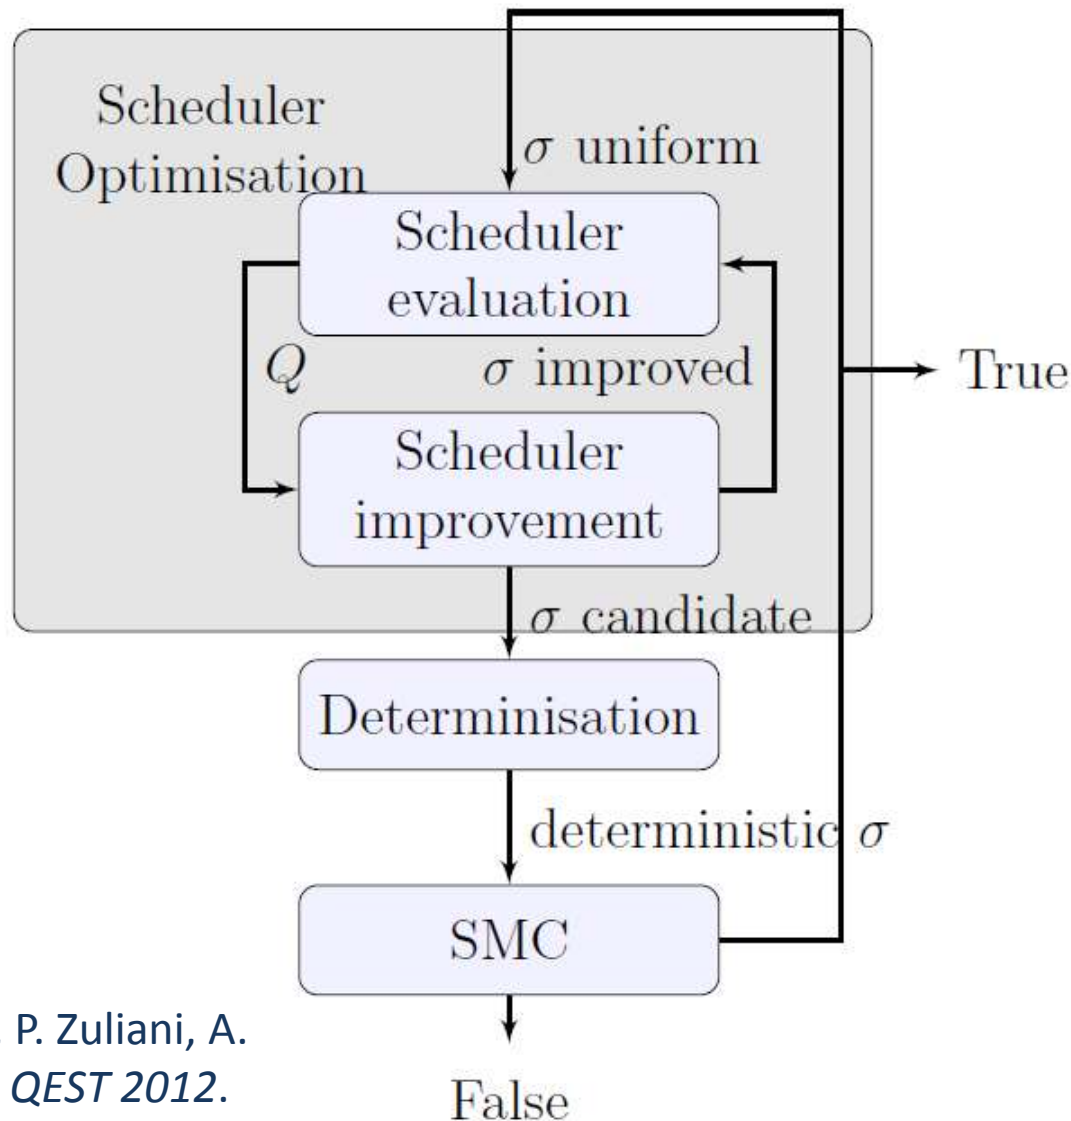 Scheduler
Optimisation
σ uniform
Scheduler
evaluation
Q
σ improved
True
Scheduler
improvement
σ candidate
Determinisation
deterministic σ
SMC
P. Zuliani, A.
QEST 2012.
False